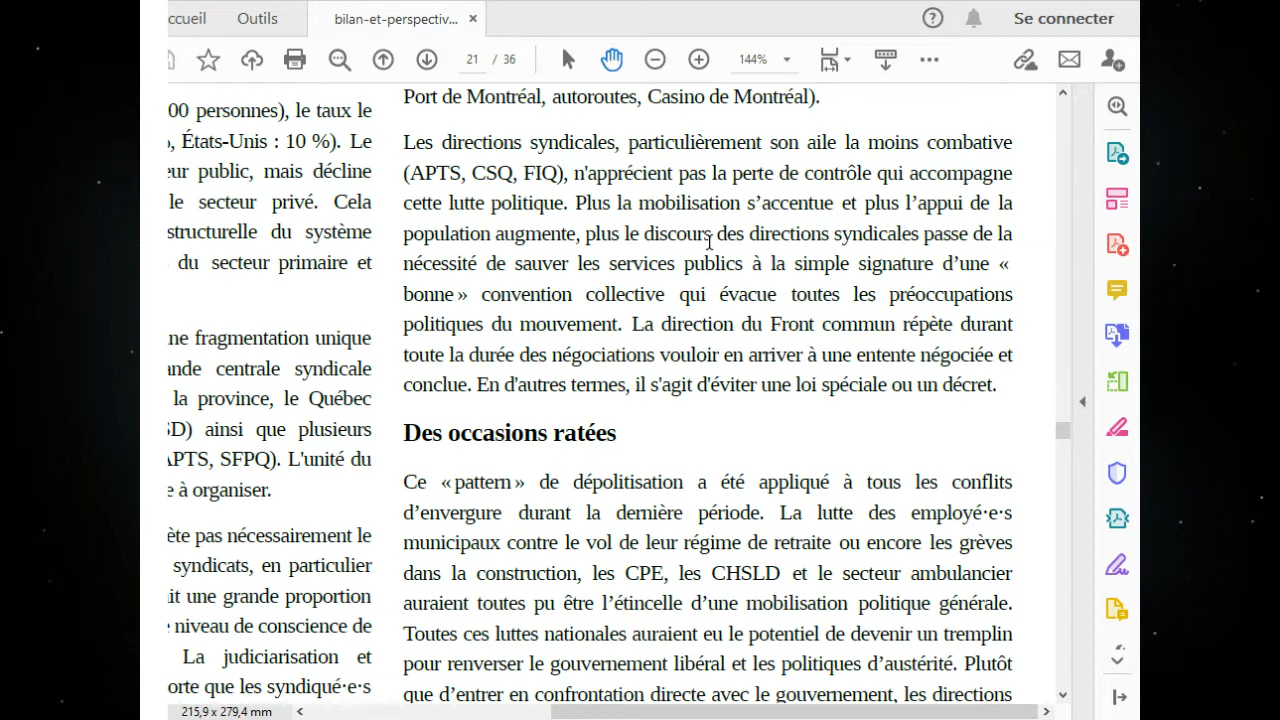 ccueil Outils bilan-et-perspectiv... × Se connecter
21 / 36 144%
00 personnes), le taux le
, États-Unis : 10 %). Le
eur public, mais décline
le secteur privé. Cela
structurelle du système
du secteur primaire et
ne fragmentation unique
ande centrale syndicale
la province, le Québec
SD) ainsi que plusieurs
APTS, SFPQ). L'unité du
e à organiser.
ète pas nécessairement le
syndicats, en particulier
it une grande proportion
niveau de conscience de
La judiciarisation et
orte que les syndiqué·e·s
Port de Montréal, autoroutes, Casino de Montréal).
Les directions syndicales, particulièrement son aile la moins combative
(APTS, CSQ, FIQ), n'apprécient pas la perte de contrôle qui accompagne
cette lutte politique. Plus la mobilisation s’accentue et plus l’appui de la
population augmente, plus le discours des directions syndicales passe de la
nécessité de sauver les services publics à la simple signature d’une «
bonne » convention collective qui évacue toutes les préoccupations
politiques du mouvement. La direction du Front commun répète durant
toute la durée des négociations vouloir en arriver à une entente négociée et
conclue. En d'autres termes, il s'agit d'éviter une loi spéciale ou un décret.
Des occasions ratées
Ce « pattern » de dépolitisation a été appliqué à tous les conflits
d’envergure durant la dernière période. La lutte des employé·e·s
municipaux contre le vol de leur régime de retraite ou encore les grèves
dans la construction, les CPE, les CHSLD et le secteur ambulancier
auraient toutes pu être l’étincelle d’une mobilisation politique générale.
Toutes ces luttes nationales auraient eu le potentiel de devenir un tremplin
pour renverser le gouvernement libéral et les politiques d’austérité. Plutôt
que d’entrer en confrontation directe avec le gouvernement, les directions
215,9 x 279,4 mm